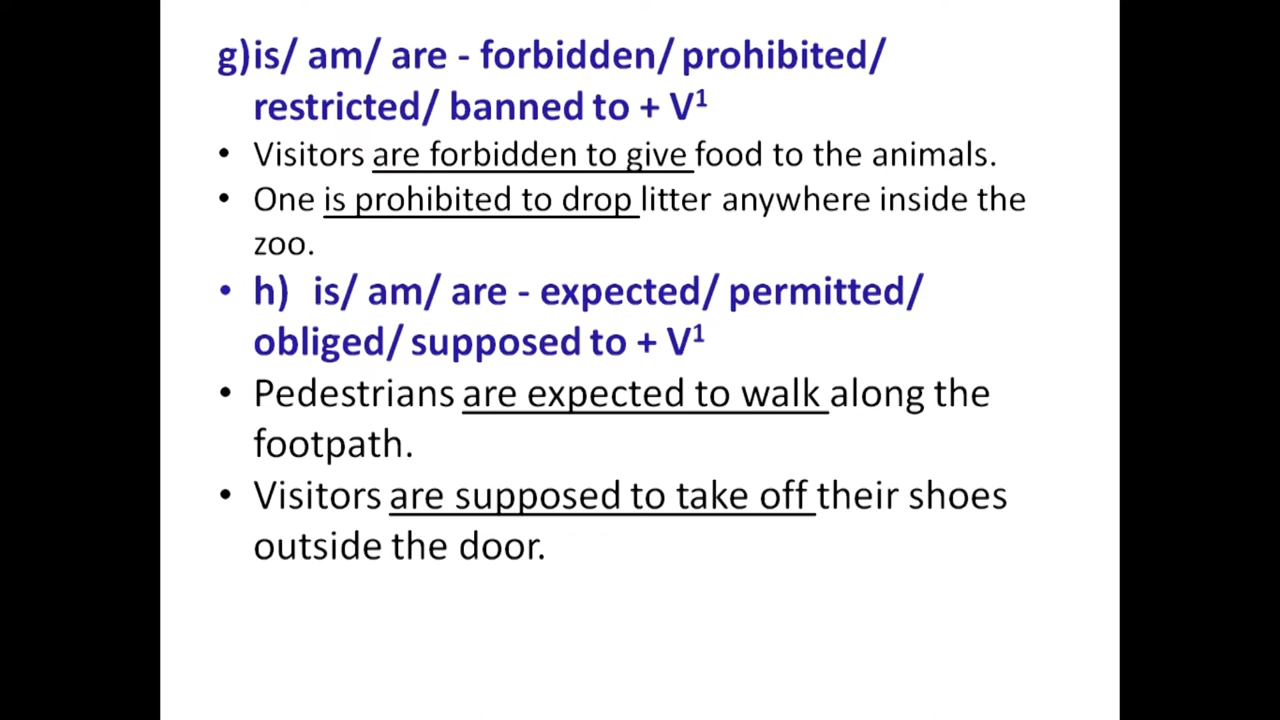 g)is/ am/ are - forbidden/ prohibited/
restricted/ banned to + V¹
• Visitors are forbidden to give food to the animals.
• One is prohibited to drop litter anywhere inside the
zoo.
• h) is/ am/ are - expected/ permitted/
obliged/ supposed to + V¹
• Pedestrians are expected to walk along the
footpath.
• Visitors are supposed to take off their shoes
outside the door.